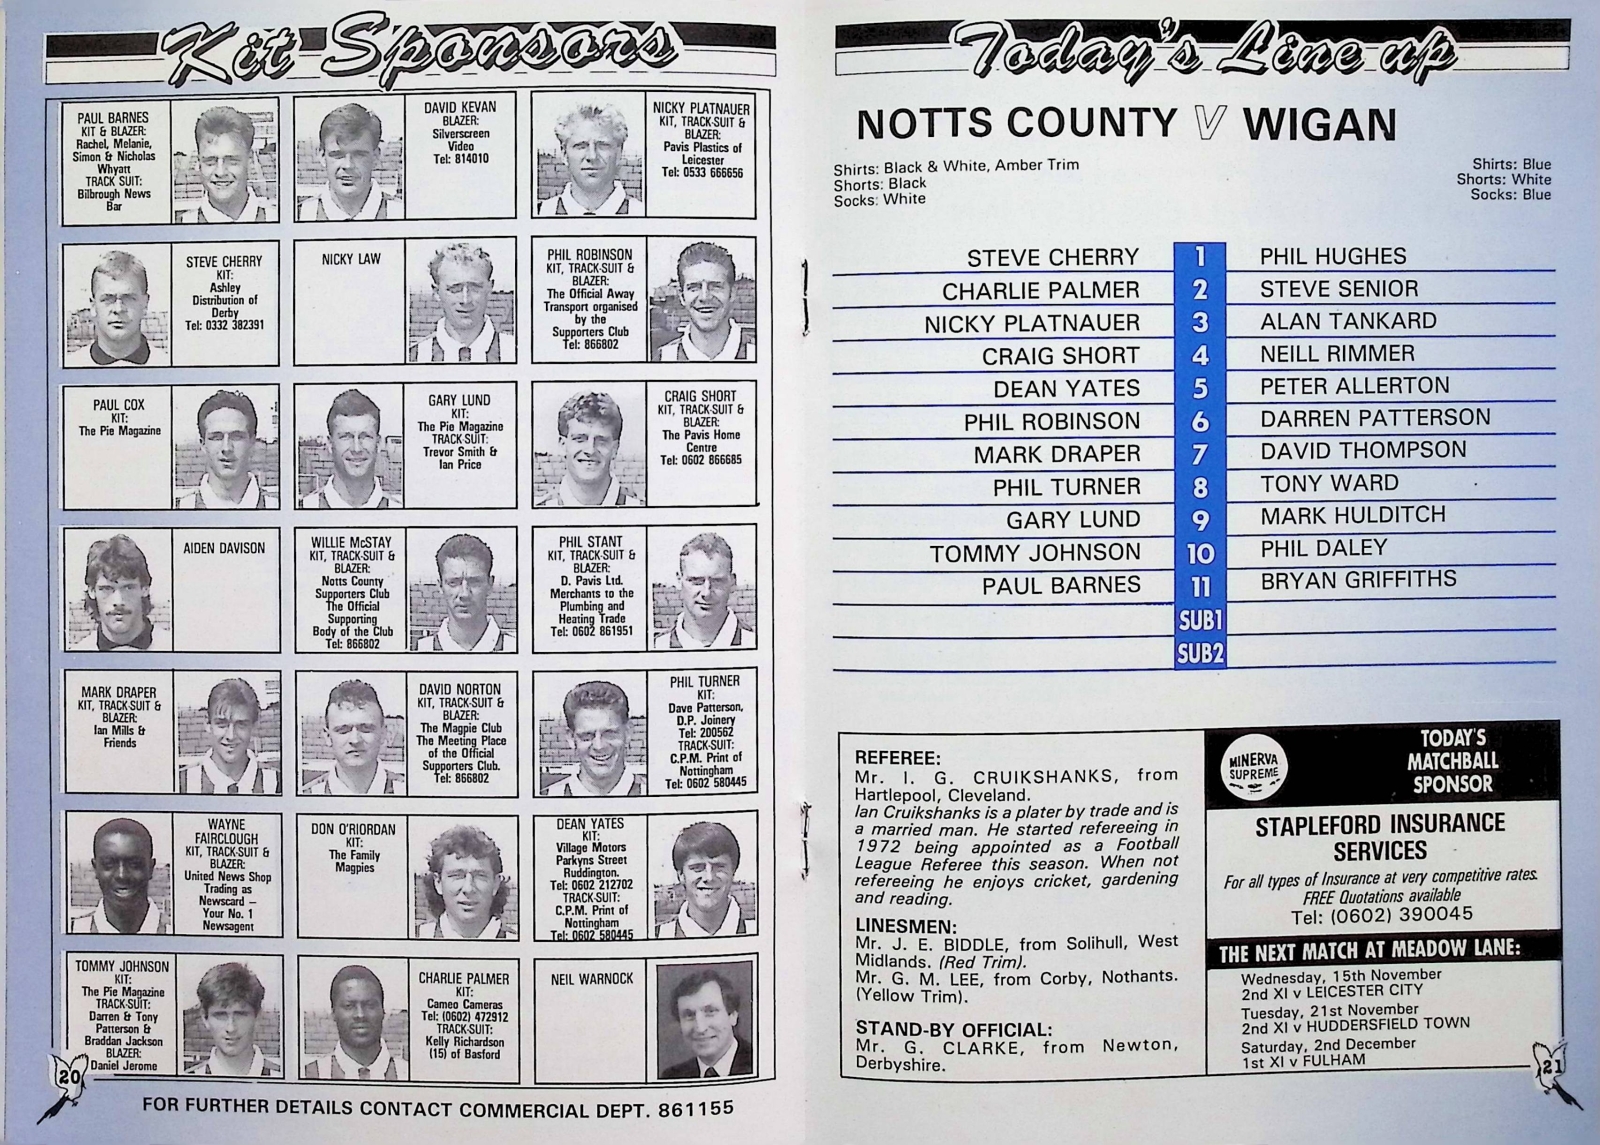 Kit Sponsors
PAUL BARNES
KIT & BLAZER:
Rachel, Melanie,
Simon & Nicholas
Whyatt
TRACK SUIT:
Bilbrough News
Bar
DAVID KEVAN
BLAZER:
Silverscreen
Video
Tel: 814010
NICKY PLATNAUER
KIT, TRACK-SUIT &
BLAZER:
Pavis Plastics of
Leicester
Tel: 0533 666656
STEVE CHERRY
KIT:
Ashley
Distribution of
Derby
Tel: 0332 382391
NICKY LAW
PHIL ROBINSON
KIT, TRACK-SUIT &
BLAZER:
The Official Away
Transport organised
by the
Supporters Club
Tel: 866802
PAUL COX
KIT:
The Pie Magazine
GARY LUND
KIT:
The Pie Magazine
TRACK-SUIT:
Trevor Smith &
Ian Price
CRAIG SHORT
KIT, TRACK-SUIT &
BLAZER:
The Pavis Home
Centre
Tel: 0602 866685
AIDEN DAVISON
WILLIE McSTAY
KIT, TRACK-SUIT &
BLAZER:
Notts County
Supporters Club
The Official
Supporting
Body of the Club
Tel: 866802
PHIL STANT
KIT, TRACK-SUIT &
BLAZER:
D. Pavis Ltd.
Merchants to the
Plumbing and
Heating Trade
Tel: 0602 861951
MARK DRAPER
KIT, TRACK-SUIT &
BLAZER:
Ian Mills &
Friends
DAVID NORTON
KIT, TRACK-SUIT &
BLAZER:
The Magpie Club
The Meeting Place
of the Official
Supporters Club.
Tel: 866802
PHIL TURNER
KIT:
Dave Patterson,
D.P. Joinery
Tel: 200562
TRACK-SUIT:
C.P.M. Print of
Nottingham
Tel: 0602 580445
WAYNE
FAIRCLOUGH
KIT, TRACK-SUIT &
BLAZER:
United News Shop
Trading as
Newscard –
Your No. 1
Newsagent
DON O'RIORDAN
KIT:
The Family
Magpies
DEAN YATES
KIT:
Village Motors
Parkyns Street
Ruddington.
Tel: 0602 212702
TRACK-SUIT:
C.P.M. Print of
Nottingham
Tel: 0602 580445
TOMMY JOHNSON
KIT:
The Pie Magazine
TRACK-SUIT:
Darren & Tony
Patterson &
Braddan Jackson
BLAZER:
Daniel Jerome
CHARLIE PALMER
KIT:
Cameo Cameras
Tel: (0602) 472912
TRACK-SUIT:
Kelly Richardson
(15) of Basford
NEIL WARNOCK
20
FOR FURTHER DETAILS CONTACT COMMERCIAL DEPT. 861155
Today's Line up
NOTTS COUNTY V WIGAN
Shirts: Black & White, Amber Trim
Shorts: Black
Socks: White
Shirts: Blue
Shorts: White
Socks: Blue
STEVE CHERRY 1 PHIL HUGHES
CHARLIE PALMER 2 STEVE SENIOR
NICKY PLATNAUER 3 ALAN TANKARD
CRAIG SHORT 4 NEILL RIMMER
DEAN YATES 5 PETER ALLERTON
PHIL ROBINSON 6 DARREN PATTERSON
MARK DRAPER 7 DAVID THOMPSON
PHIL TURNER 8 TONY WARD
GARY LUND 9 MARK HULDITCH
TOMMY JOHNSON 10 PHIL DALEY
PAUL BARNES 11 BRYAN GRIFFITHS
SUB1
SUB2
REFEREE:
Mr. I. G. CRUIKSHANKS, from
Hartlepool, Cleveland.
Ian Cruikshanks is a plater by trade and is
a married man. He started refereeing in
1972 being appointed as a Football
League Referee this season. When not
refereeing he enjoys cricket, gardening
and reading.
LINESMEN:
Mr. J. E. BIDDLE, from Solihull, West
Midlands. (Red Trim).
Mr. G. M. LEE, from Corby, Nothants.
(Yellow Trim).
STAND-BY OFFICIAL:
Mr. G. CLARKE, from Newton,
Derbyshire.
MINERVA
SUPREME
TODAY'S
MATCHBALL
SPONSOR
STAPLEFORD INSURANCE
SERVICES
For all types of Insurance at very competitive rates.
FREE Quotations available
Tel: (0602) 390045
THE NEXT MATCH AT MEADOW LANE:
Wednesday, 15th November
2nd XI v LEICESTER CITY
Tuesday, 21st November
2nd XI v HUDDERSFIELD TOWN
Saturday, 2nd December
1st XI v FULHAM
21